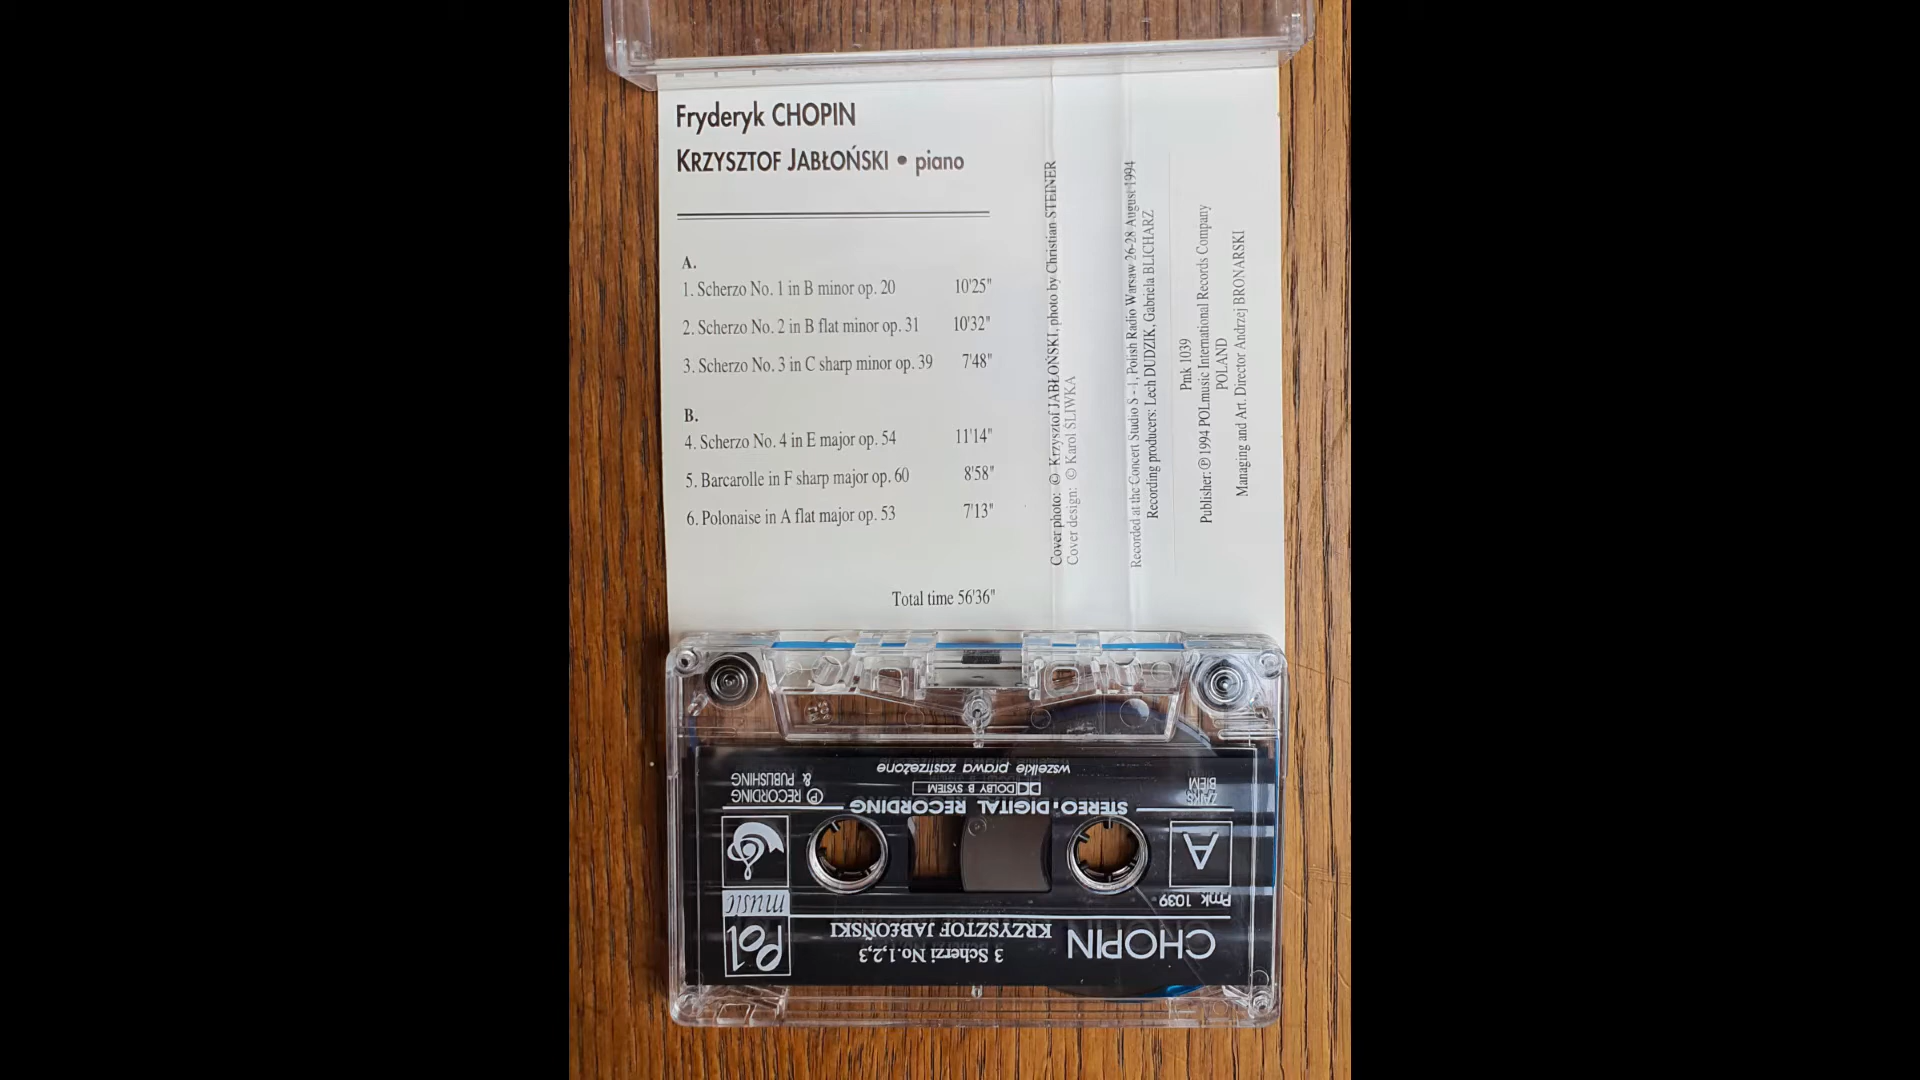 Fryderyk CHOPIN
KRZYSZTOF JABŁOŃSKI • piano
A.
1. Scherzo No. 1 in B minor op. 20 10'25"
2. Scherzo No. 2 in B flat minor op. 31 10'32"
3. Scherzo No. 3 in C sharp minor op. 39 7'48"
B.
4. Scherzo No. 4 in E major op. 54 11'14"
5. Barcarolle in F sharp major op. 60 8'58"
6. Polonaise in A flat major op. 53 7'13"
Total time 56'36"
Cover photo: © Krzysztof JABŁOŃSKI, photo by Christian STEINER
Cover design: © Karol ŚLIWKA
Recorded at the Concert Studio S - 1, Polish Radio Warsaw 26-28 August 1994
Recording producers: Lech DUDZIK, Gabriela BLICHARZ
Pmk 1039
Publisher: ℗ 1994 POLmusic International Records Company
POLAND
Managing and Art. Director Andrzej BRONARSKI
CHOPIN
3 Scherzi No.1,2,3
KRZYSZTOF JABŁOŃSKI
Pol
music
Pmk 1039
A
STEREO • DIGITAL RECORDING
DOLBY B SYSTEM
wszelkie prawa zastrzeżone
ZAIKS
BIEM
℗ RECORDING
& PUBLISHING